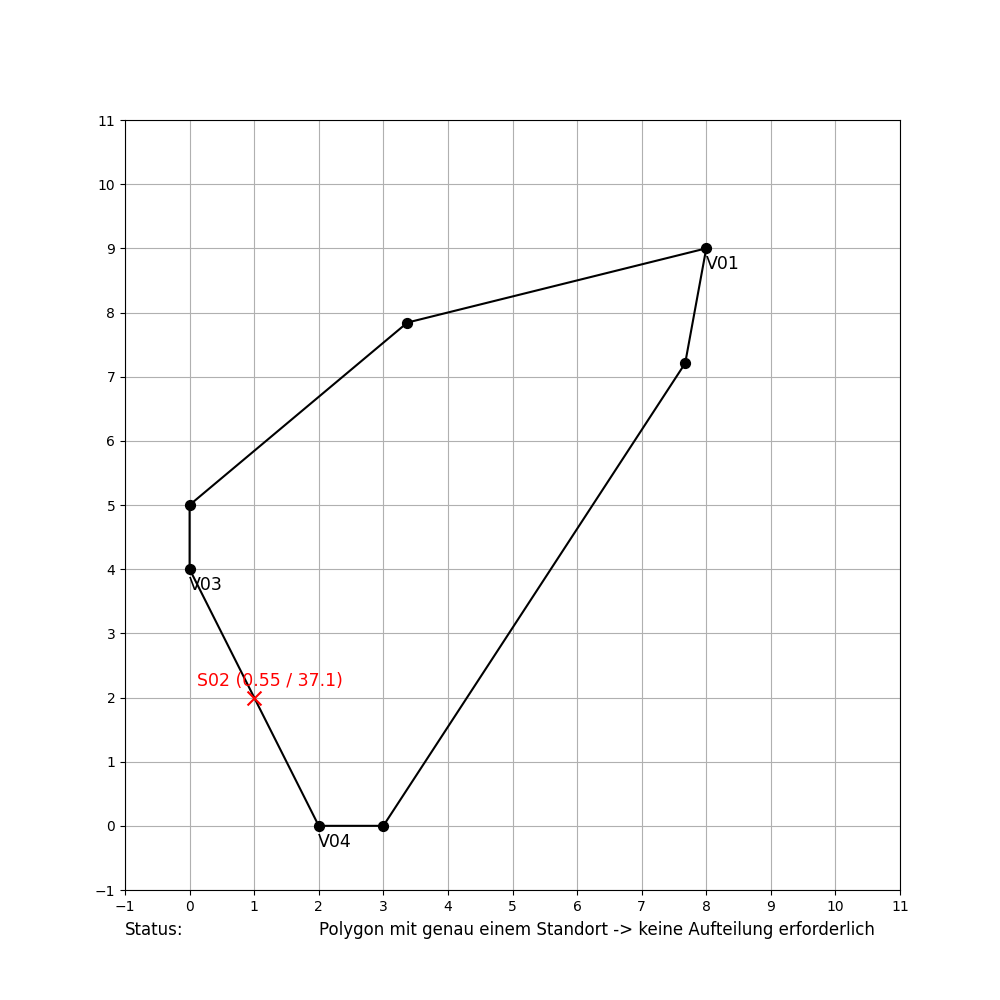 11
10
9
V01
8
7
6
5
4
V03
3
S02 (0.55 / 37.1)
2
1
0
V04
−1
−1 0 1 2 3 4 5 6 7 8 9 10 11
Status: Polygon mit genau einem Standort -> keine Aufteilung erforderlich